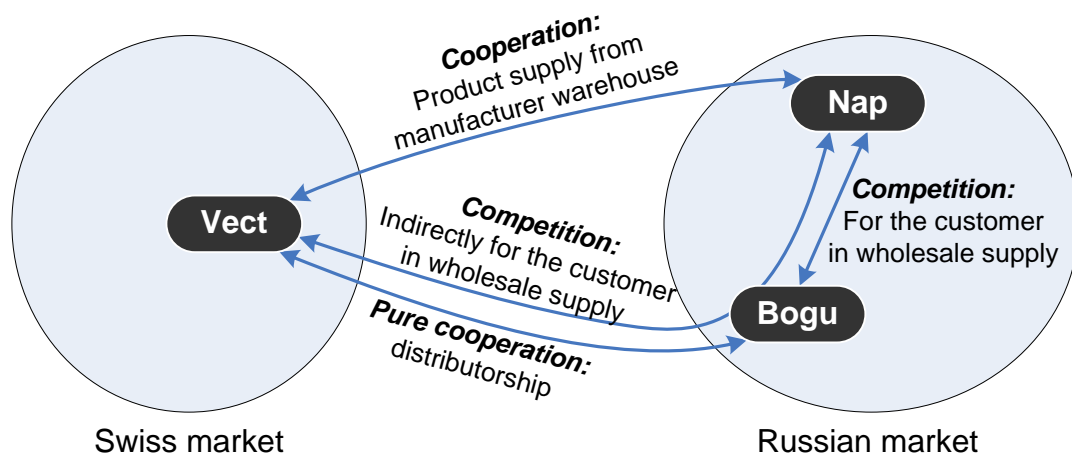 Cooperation:
Product supply from
manufacturer warehouse
Nap
Vect
Competition:
Indirectly for the customer
in wholesale supply
Competition:
For the customer
in wholesale supply
Bogu
Pure cooperation:
distributorship
Swiss market
Russian market